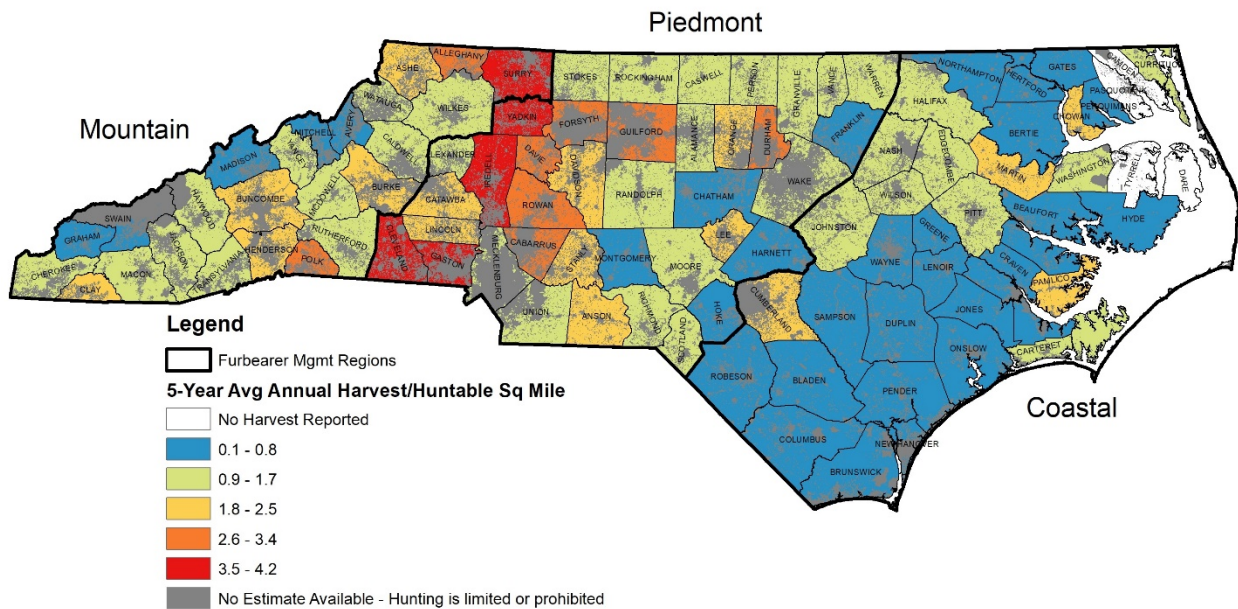 Piedmont
Mountain
Coastal
ALLEGHANY
ASHE
SURRY
STOKES
ROCKINGHAM
CASWELL
PERSON
GRANVILLE
VANCE
WARREN
NORTHAMPTON
HERTFORD
GATES
CAMDEN
CURRITUCK
PASQUOTANK
PERQUIMANS
CHOWAN
WATAUGA
WILKES
YADKIN
FORSYTH
GUILFORD
ALAMANCE
ORANGE
DURHAM
FRANKLIN
HALIFAX
BERTIE
MITCHELL
AVERY
CALDWELL
ALEXANDER
IREDELL
DAVIE
DAVIDSON
RANDOLPH
CHATHAM
WAKE
NASH
EDGECOMBE
MARTIN
WASHINGTON
TYRRELL
DARE
MADISON
YANCEY
BURKE
CATAWBA
ROWAN
WILSON
PITT
BEAUFORT
HYDE
SWAIN
HAYWOOD
BUNCOMBE
MCDOWELL
LINCOLN
CABARRUS
STANLY
MONTGOMERY
MOORE
LEE
HARNETT
JOHNSTON
GREENE
WAYNE
LENOIR
CRAVEN
PAMLICO
GRAHAM
JACKSON
HENDERSON
RUTHERFORD
CLEVELAND
GASTON
MECKLENBURG
CHEROKEE
MACON
TRANSYLVANIA
POLK
CLAY
UNION
ANSON
RICHMOND
SCOTLAND
HOKE
CUMBERLAND
SAMPSON
DUPLIN
JONES
ONSLOW
CARTERET
ROBESON
BLADEN
PENDER
COLUMBUS
NEW HANOVER
BRUNSWICK
Legend
Furbearer Mgmt Regions
5-Year Avg Annual Harvest/Huntable Sq Mile
No Harvest Reported
0.1 - 0.8
0.9 - 1.7
1.8 - 2.5
2.6 - 3.4
3.5 - 4.2
No Estimate Available - Hunting is limited or prohibited